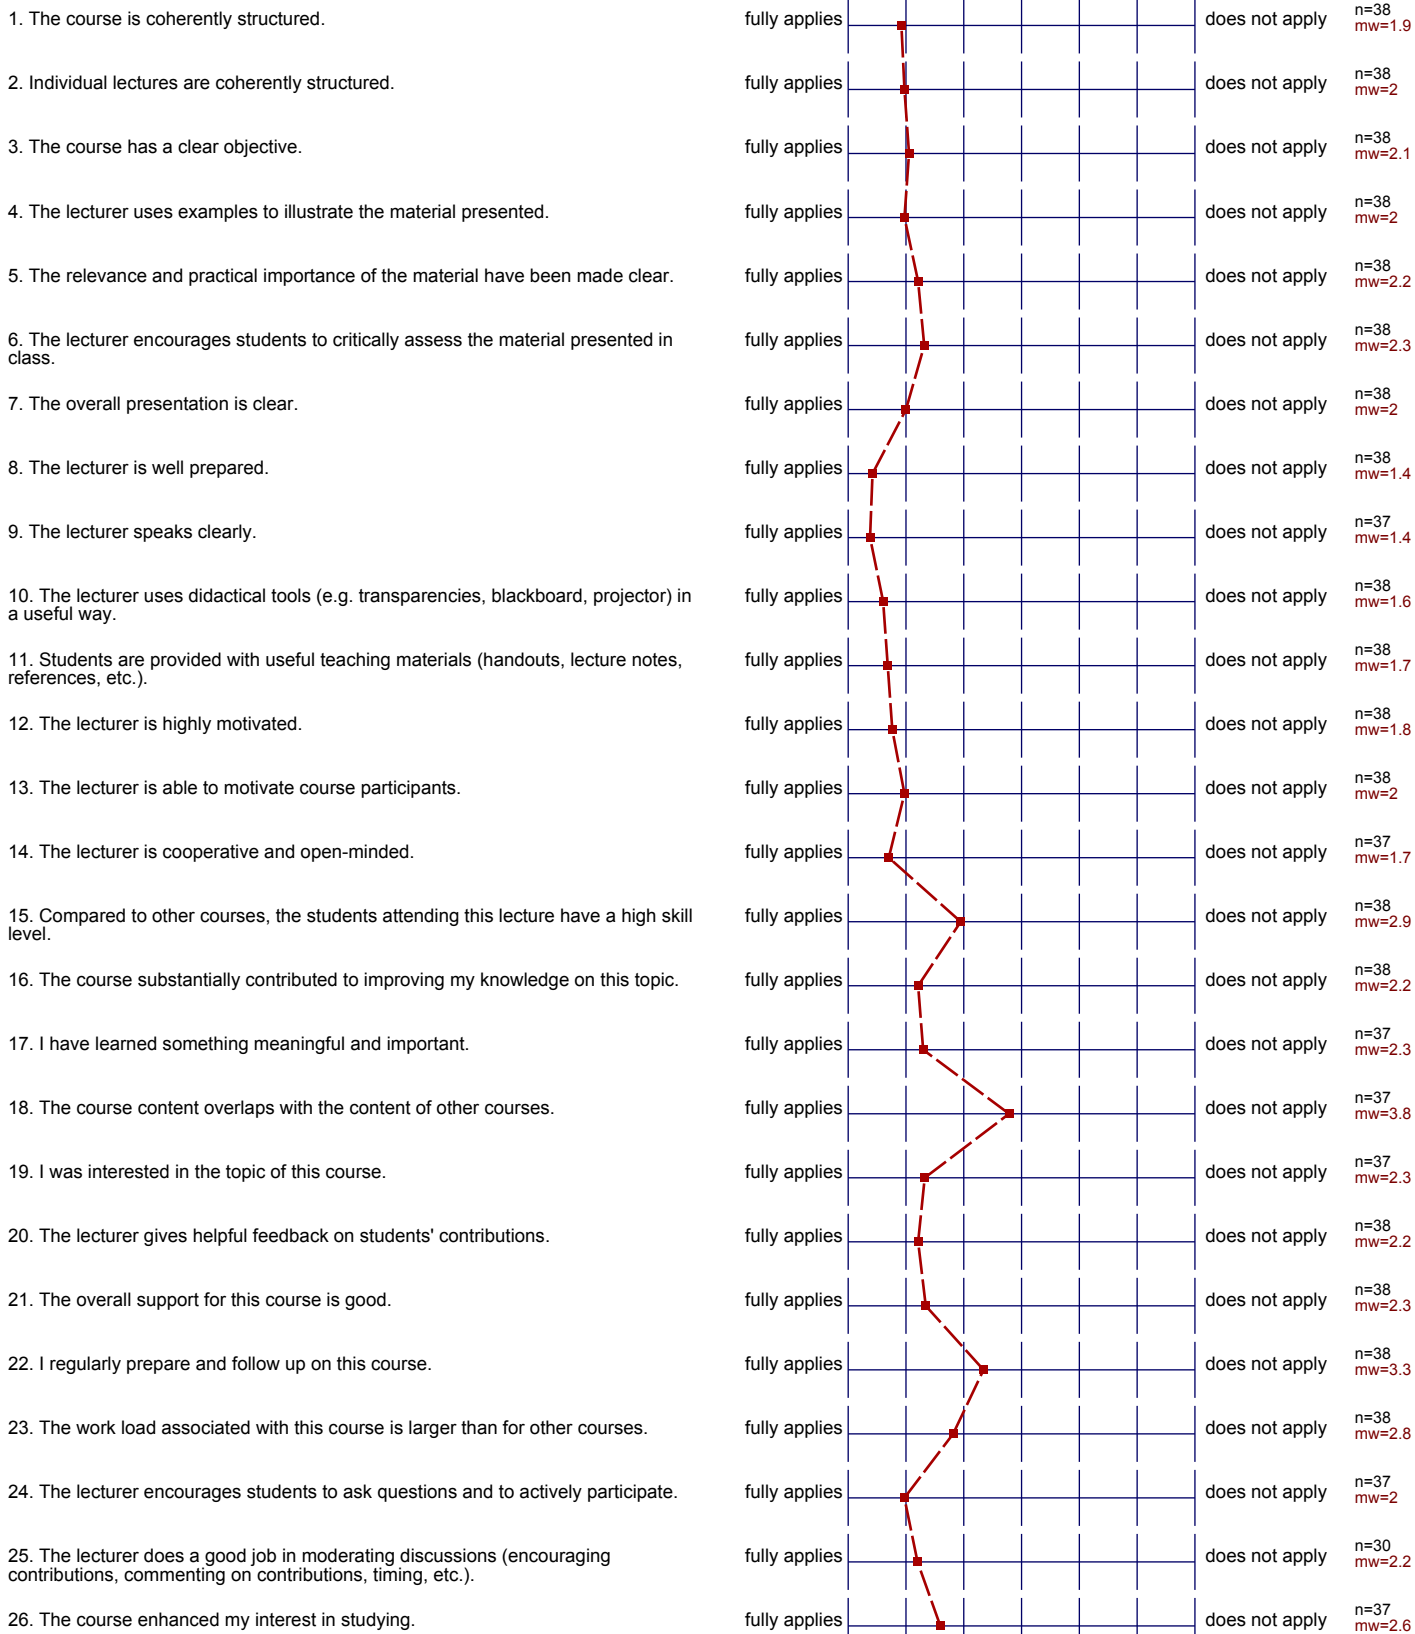 1. The course is coherently structured. fully applies does not apply n=38
mw=1.9
2. Individual lectures are coherently structured. fully applies does not apply n=38
mw=2
3. The course has a clear objective. fully applies does not apply n=38
mw=2.1
4. The lecturer uses examples to illustrate the material presented. fully applies does not apply n=38
mw=2
5. The relevance and practical importance of the material have been made clear. fully applies does not apply n=38
mw=2.2
6. The lecturer encourages students to critically assess the material presented in fully applies does not apply n=38
class. mw=2.3
7. The overall presentation is clear. fully applies does not apply n=38
mw=2
8. The lecturer is well prepared. fully applies does not apply n=38
mw=1.4
9. The lecturer speaks clearly. fully applies does not apply n=37
mw=1.4
10. The lecturer uses didactical tools (e.g. transparencies, blackboard, projector) in fully applies does not apply n=38
a useful way. mw=1.6
11. Students are provided with useful teaching materials (handouts, lecture notes, fully applies does not apply n=38
references, etc.). mw=1.7
12. The lecturer is highly motivated. fully applies does not apply n=38
mw=1.8
13. The lecturer is able to motivate course participants. fully applies does not apply n=38
mw=2
14. The lecturer is cooperative and open-minded. fully applies does not apply n=37
mw=1.7
15. Compared to other courses, the students attending this lecture have a high skill fully applies does not apply n=38
level. mw=2.9
16. The course substantially contributed to improving my knowledge on this topic. fully applies does not apply n=38
mw=2.2
17. I have learned something meaningful and important. fully applies does not apply n=37
mw=2.3
18. The course content overlaps with the content of other courses. fully applies does not apply n=37
mw=3.8
19. I was interested in the topic of this course. fully applies does not apply n=37
mw=2.3
20. The lecturer gives helpful feedback on students' contributions. fully applies does not apply n=38
mw=2.2
21. The overall support for this course is good. fully applies does not apply n=38
mw=2.3
22. I regularly prepare and follow up on this course. fully applies does not apply n=38
mw=3.3
23. The work load associated with this course is larger than for other courses. fully applies does not apply n=38
mw=2.8
24. The lecturer encourages students to ask questions and to actively participate. fully applies does not apply n=37
mw=2
25. The lecturer does a good job in moderating discussions (encouraging fully applies does not apply n=30
contributions, commenting on contributions, timing, etc.). mw=2.2
26. The course enhanced my interest in studying. fully applies does not apply n=37
mw=2.6